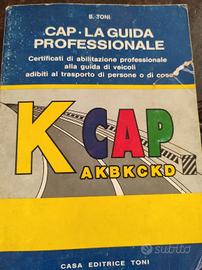 B. TONI
CAP - LA GUIDA
PROFESSIONALE
Certificati di abilitazione professionale
alla guida di veicoli
adibiti al trasporto di persone o di cose
K CAP
AKBKCKD
CASA EDITRICE TONI
subito